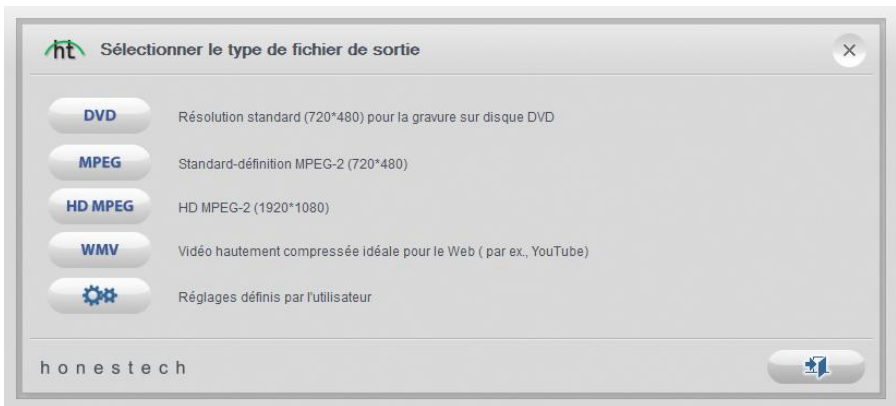 ht Sélectionner le type de fichier de sortie
DVD Résolution standard (720*480) pour la gravure sur disque DVD
MPEG Standard-définition MPEG-2 (720*480)
HD MPEG HD MPEG-2 (1920*1080)
WMV Vidéo hautement compressée idéale pour le Web ( par ex., YouTube)
Réglages définis par l'utilisateur
honestech